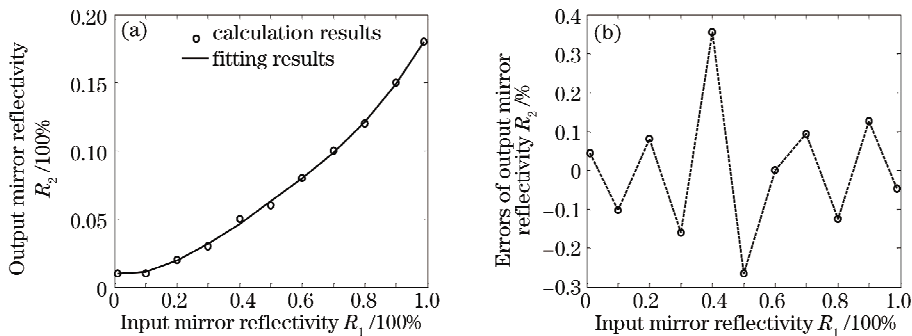 (a)
calculation results
fitting results
Output mirror reflectivity
R2 /100%
0.20
0.15
0.10
0.05
0
0 0.2 0.4 0.6 0.8 1.0
Input mirror reflectivity R1 /100%
(b)
Errors of output mirror
reflectivity R2 /%
0.4
0.3
0.2
0.1
0
−0.1
−0.2
−0.3
0 0.2 0.4 0.6 0.8 1.0
Input mirror reflectivity R1 /100%